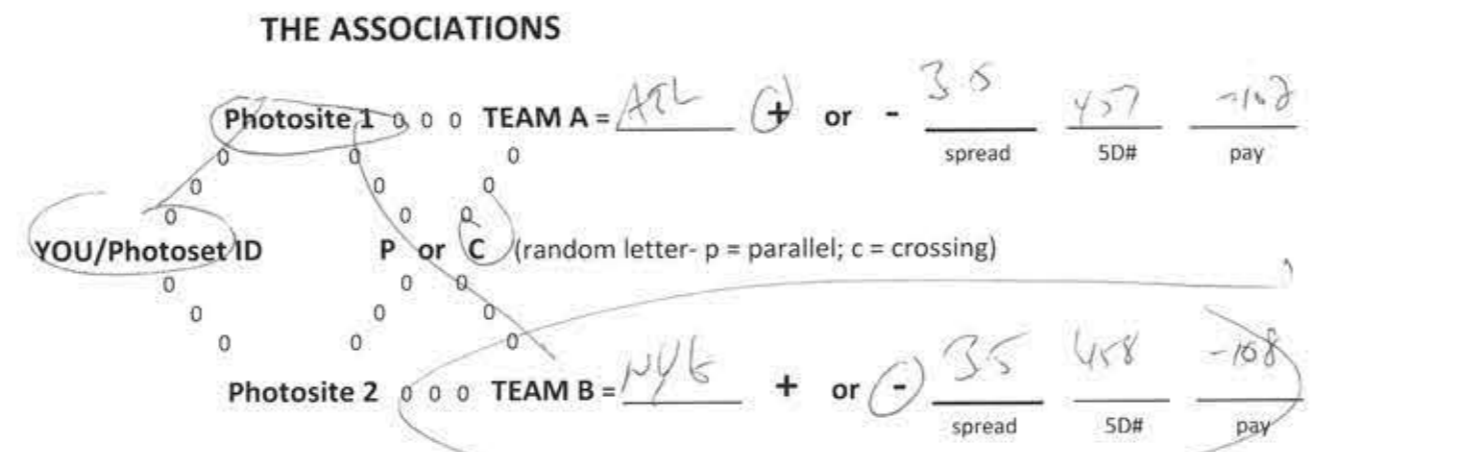 THE ASSOCIATIONS
Photosite 1 0 0 0 TEAM A = ATL + or - 3.5 457
spread 5D# pay
0 0 0
0 0 0
0 0 0
YOU/Photoset ID P or C (random letter- p = parallel; c = crossing)
0 0 0
0 0 0
0 0 0
Photosite 2 0 0 0 TEAM B = NYG + or - 3.5 458 -108
spread 5D# pay